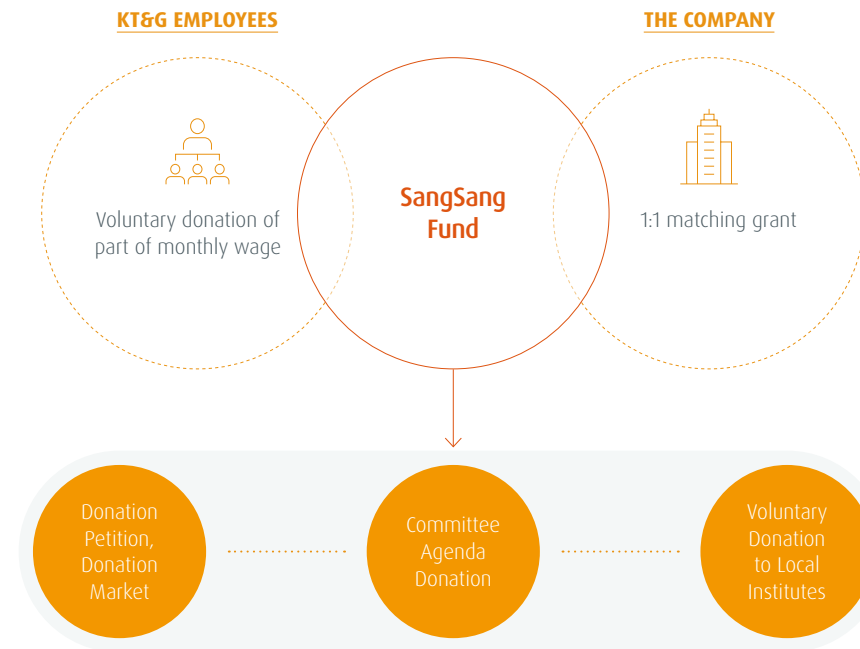 KT&G EMPLOYEES
THE COMPANY
Voluntary donation of
part of monthly wage
SangSang
Fund
1:1 matching grant
Donation
Petition,
Donation
Market
Committee
Agenda
Donation
Voluntary
Donation
to Local
Institutes